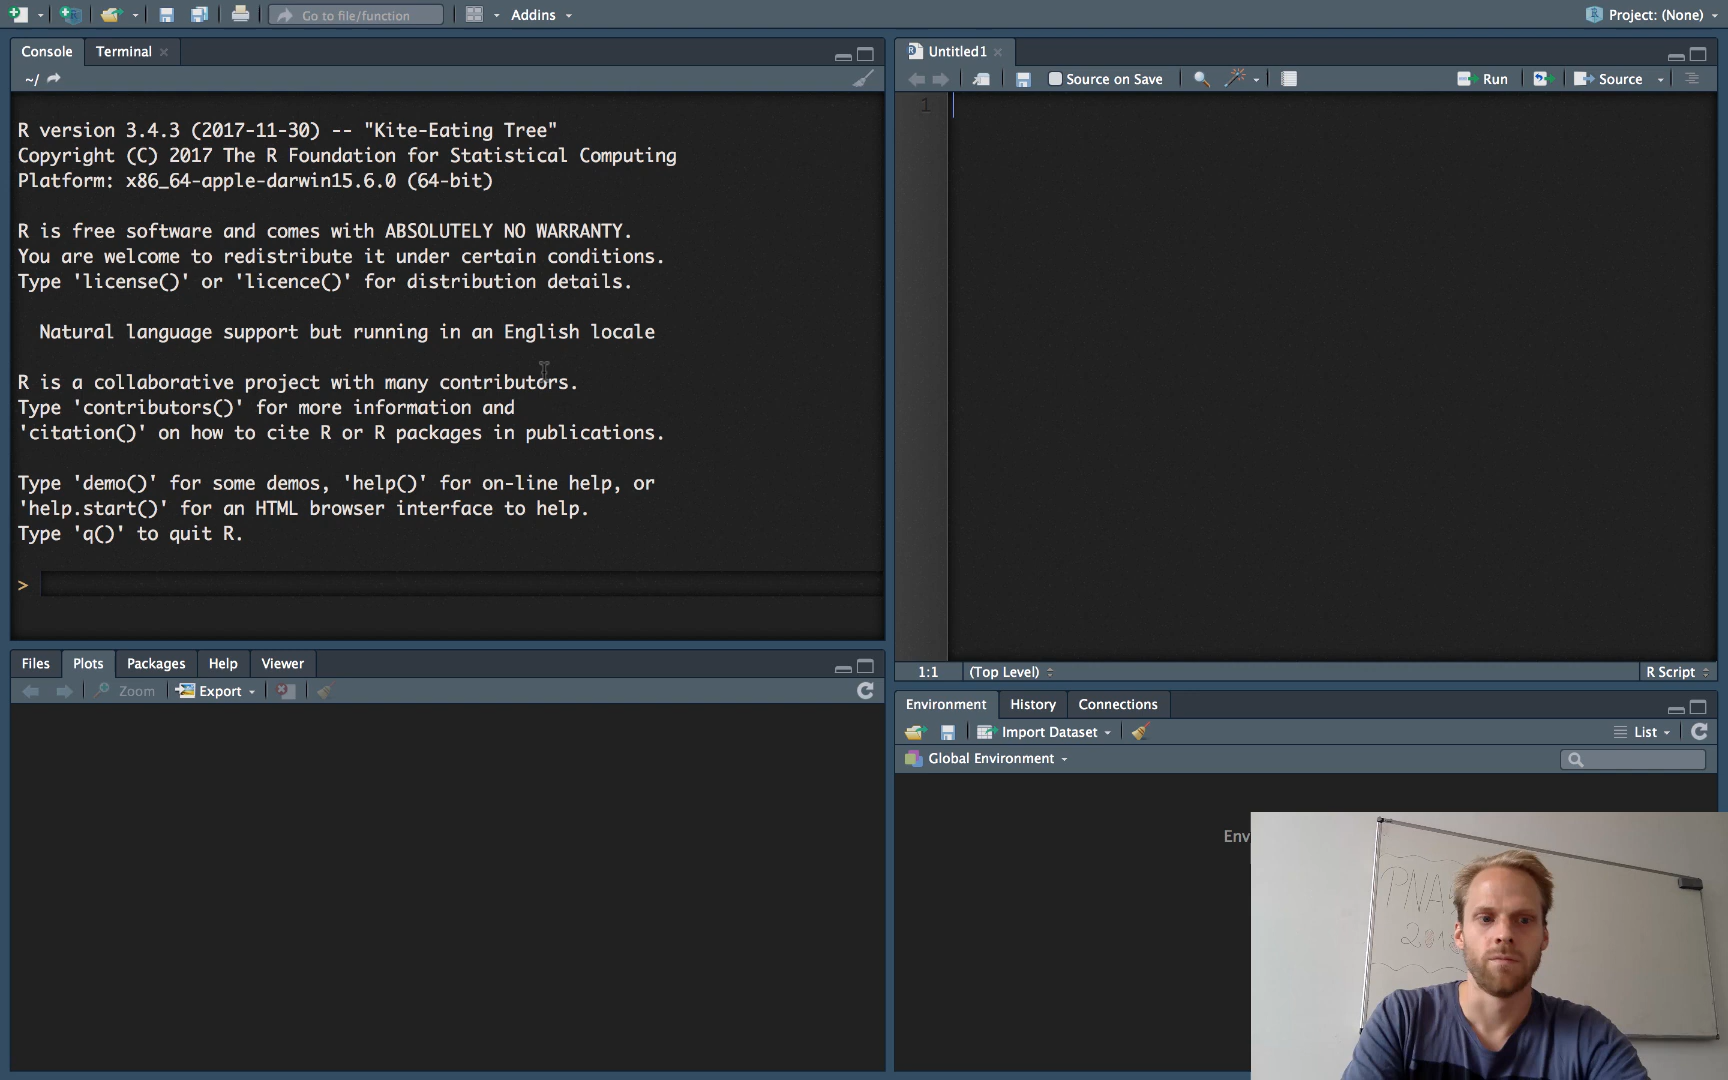 Go to file/function
Addins
Project: (None)
Console
Terminal
~/
R version 3.4.3 (2017-11-30) -- "Kite-Eating Tree"
Copyright (C) 2017 The R Foundation for Statistical Computing
Platform: x86_64-apple-darwin15.6.0 (64-bit)
R is free software and comes with ABSOLUTELY NO WARRANTY.
You are welcome to redistribute it under certain conditions.
Type 'license()' or 'licence()' for distribution details.
Natural language support but running in an English locale
R is a collaborative project with many contributors.
Type 'contributors()' for more information and
'citation()' on how to cite R or R packages in publications.
Type 'demo()' for some demos, 'help()' for on-line help, or
'help.start()' for an HTML browser interface to help.
Type 'q()' to quit R.
>
Untitled1
Source on Save
Run
Source
1
1:1
(Top Level)
R Script
Files
Plots
Packages
Help
Viewer
Zoom
Export
Environment
History
Connections
Import Dataset
List
Global Environment
Env
PNA